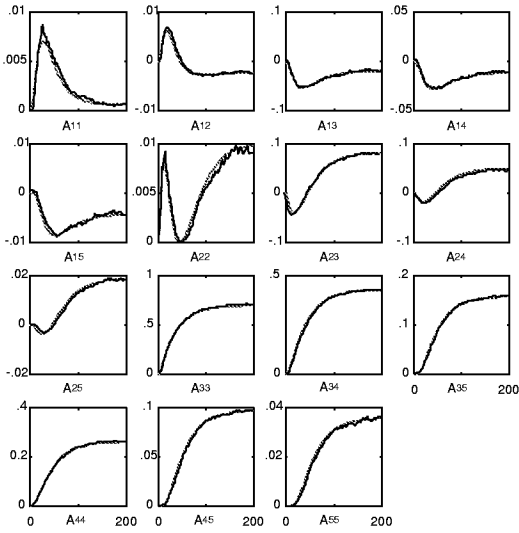 .01 .01 .1 .05
.005 0 0 0
0 -.01 -.1 -.05
A11 A12 A13 A14
.01 .01 .1 .1
0 .005 0 0
-.01 0 -.1 -.1
A15 A22 A23 A24
.02 1 .5 .2
0 .5 .1
-.02 0 0 0
0 200
A25 A33 A34 A35
.4 .1 .05
0.2 .05
0 0 0
0 200 0 200 0 200
A44 A45 A55